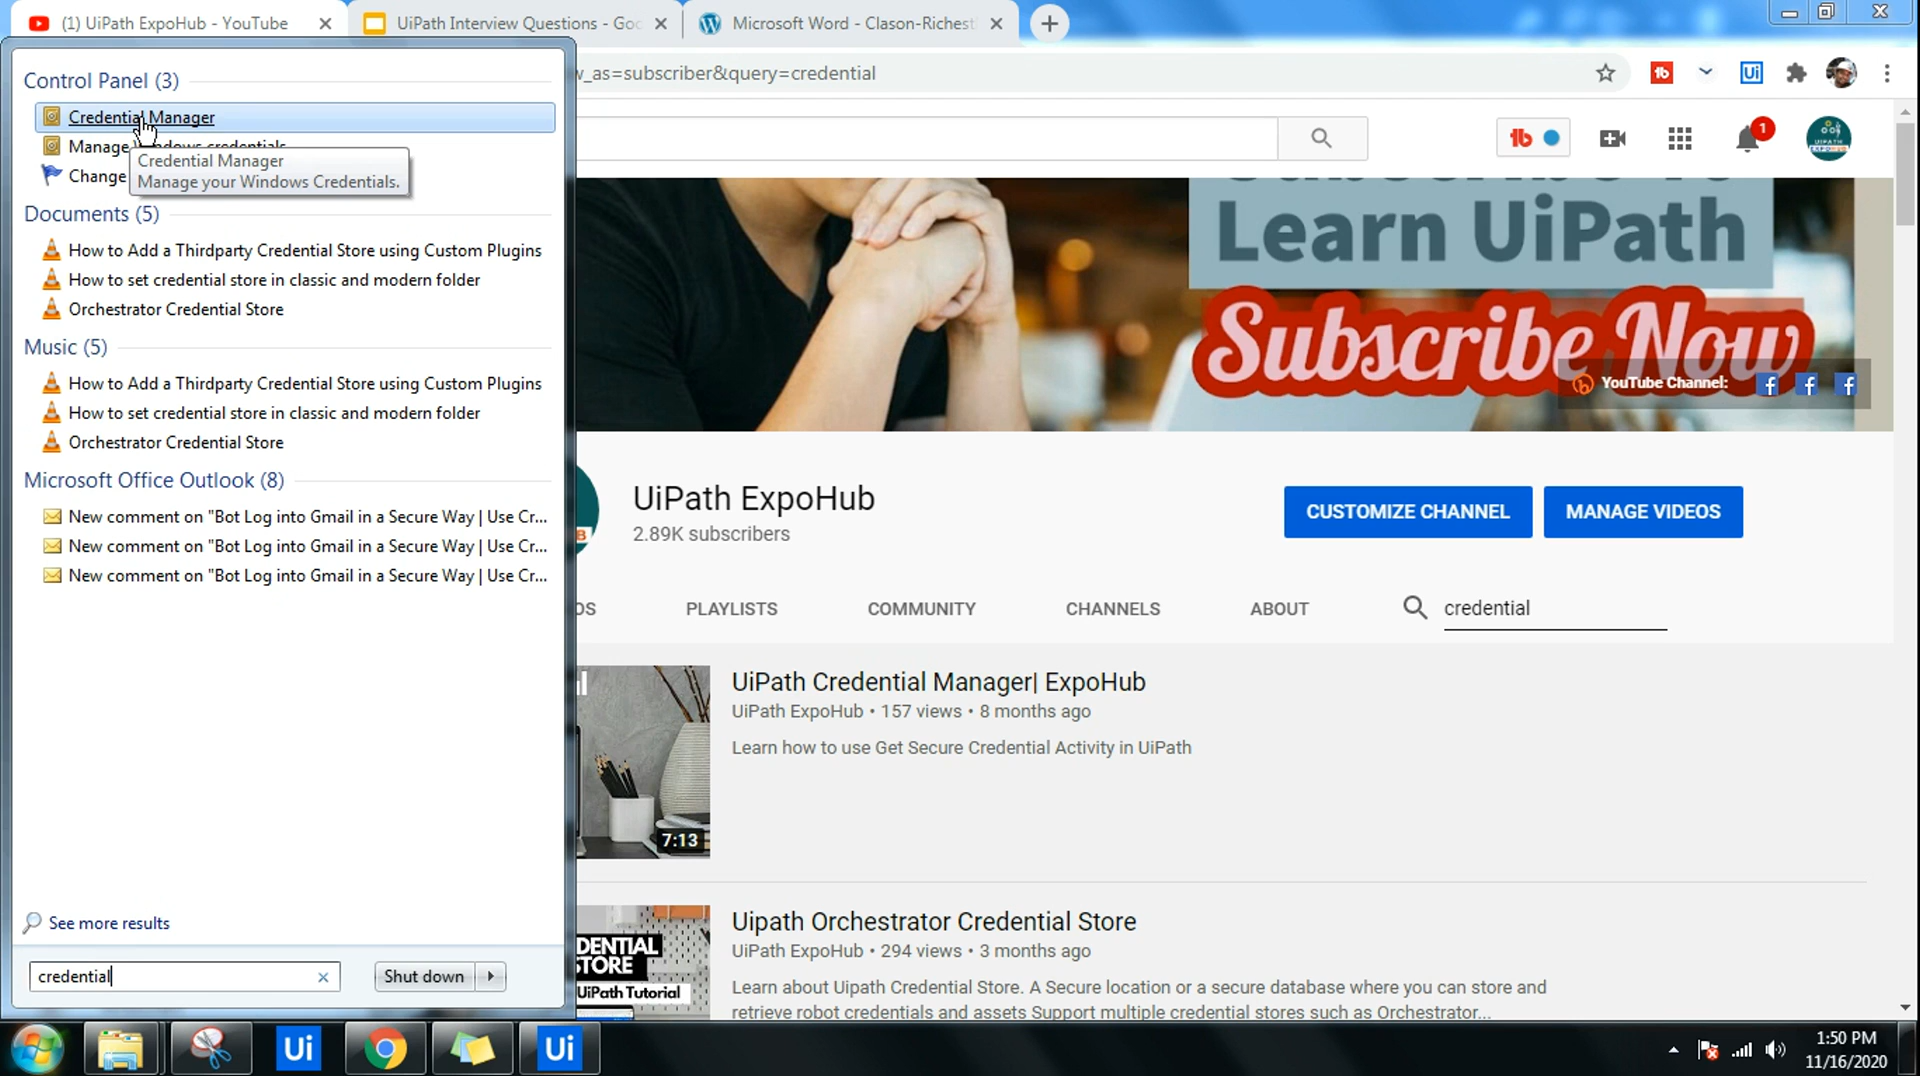 (1) UiPath ExpoHub - YouTube
UiPath Interview Questions - Goo
Microsoft Word - Clason-Richest
w_as=subscriber&query=credential
Control Panel (3)
Credential Manager
Manage Windows credentials
Change
Credential Manager
Manage your Windows Credentials.
Documents (5)
How to Add a Thirdparty Credential Store using Custom Plugins
How to set credential store in classic and modern folder
Orchestrator Credential Store
Music (5)
How to Add a Thirdparty Credential Store using Custom Plugins
How to set credential store in classic and modern folder
Orchestrator Credential Store
Microsoft Office Outlook (8)
New comment on "Bot Log into Gmail in a Secure Way | Use Cr...
New comment on "Bot Log into Gmail in a Secure Way | Use Cr...
New comment on "Bot Log into Gmail in a Secure Way | Use Cr...
See more results
credential
Shut down
Ui
1
Subscribe To
Learn UiPath
Subscribe Now
YouTube Channel:
UiPath ExpoHub
2.89K subscribers
CUSTOMIZE CHANNEL
MANAGE VIDEOS
OS
PLAYLISTS
COMMUNITY
CHANNELS
ABOUT
credential
UiPath Credential Manager| ExpoHub
UiPath ExpoHub • 157 views • 8 months ago
Learn how to use Get Secure Credential Activity in UiPath
7:13
Uipath Orchestrator Credential Store
UiPath ExpoHub • 294 views • 3 months ago
Learn about Uipath Credential Store. A Secure location or a secure database where you can store and
retrieve robot credentials and assets Support multiple credential stores such as Orchestrator...
DENTIAL
TORE
UiPath Tutorial
Ui
Ui
1:50 PM
11/16/2020